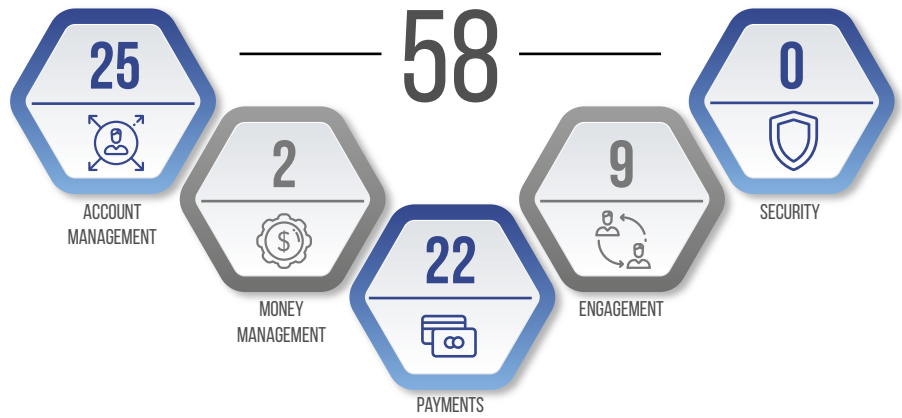 58
25
ACCOUNT
MANAGEMENT
2
$
MONEY
MANAGEMENT
22
PAYMENTS
9
ENGAGEMENT
0
SECURITY